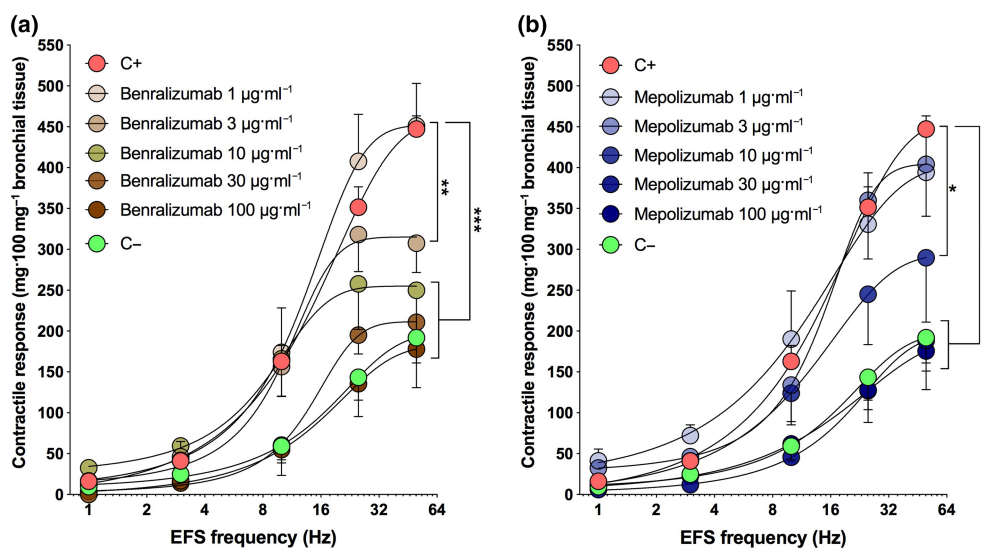 (a)
Contractile response (mg·100 mg⁻¹ bronchial tissue)
550
500
450
400
350
300
250
200
150
100
50
0
C+
Benralizumab 1 µg·ml⁻¹
Benralizumab 3 µg·ml⁻¹
Benralizumab 10 µg·ml⁻¹
Benralizumab 30 µg·ml⁻¹
Benralizumab 100 µg·ml⁻¹
C−
**
***
1 2 4 8 16 32 64
EFS frequency (Hz)
(b)
Contractile response (mg·100 mg⁻¹ bronchial tissue)
550
500
450
400
350
300
250
200
150
100
50
0
C+
Mepolizumab 1 µg·ml⁻¹
Mepolizumab 3 µg·ml⁻¹
Mepolizumab 10 µg·ml⁻¹
Mepolizumab 30 µg·ml⁻¹
Mepolizumab 100 µg·ml⁻¹
C−
*
***
1 2 4 8 16 32 64
EFS frequency (Hz)